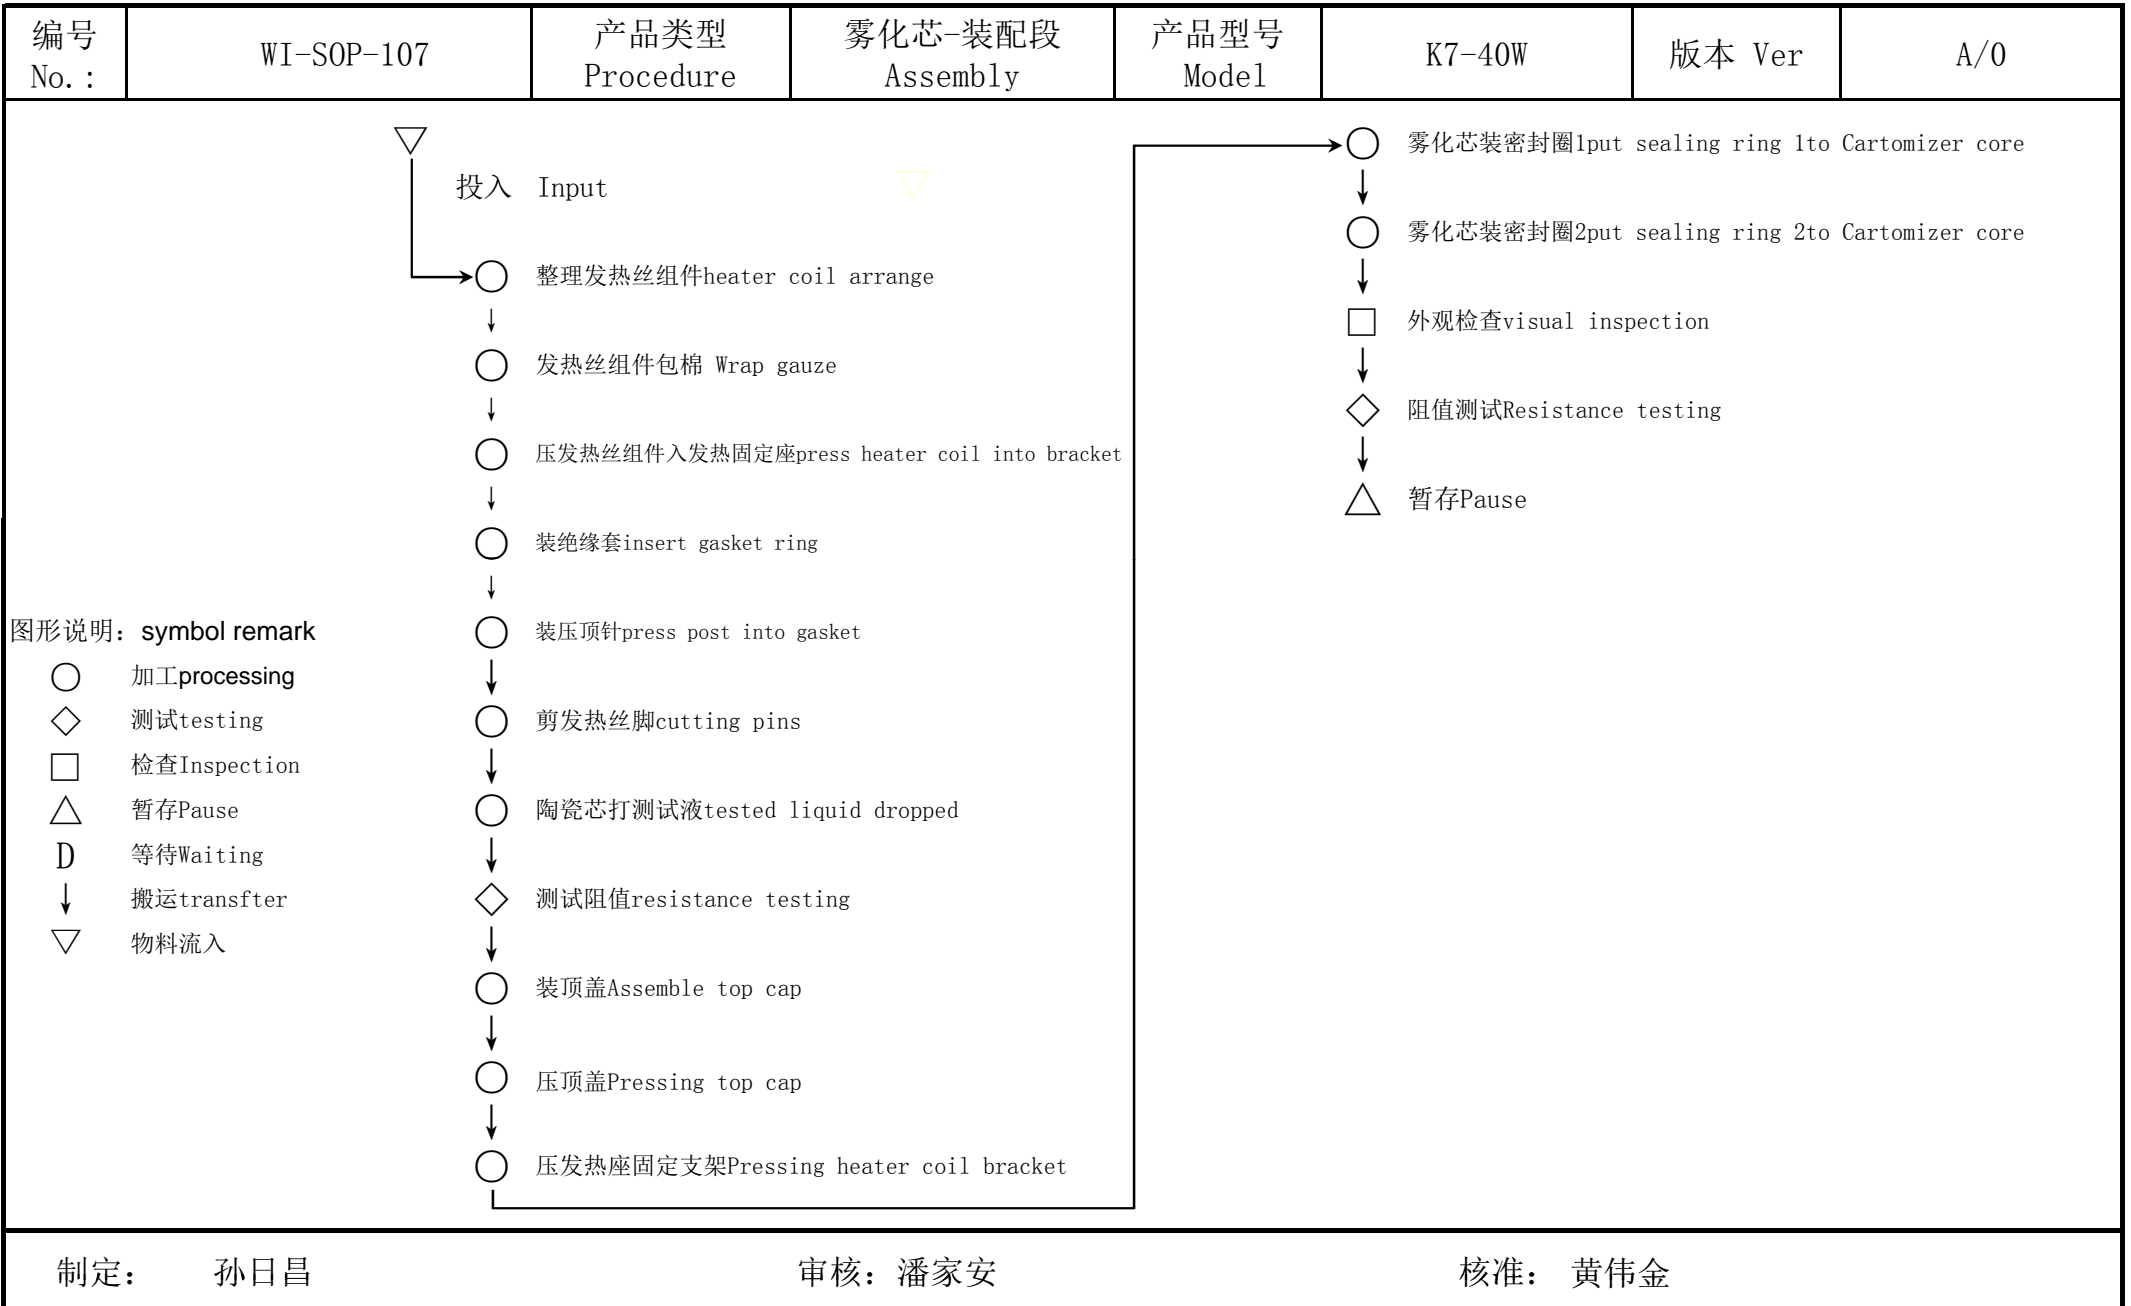 编号
No.:
WI-SOP-107
产品类型
Procedure
雾化芯-装配段
Assembly
产品型号
Model
K7-40W
版本 Ver
A/0
投入 Input
整理发热丝组件heater coil arrange
发热丝组件包棉 Wrap gauze
压发热丝组件入发热固定座press heater coil into bracket
装绝缘套insert gasket ring
装压顶针press post into gasket
剪发热丝脚cutting pins
陶瓷芯打测试液tested liquid dropped
测试阻值resistance testing
装顶盖Assemble top cap
压顶盖Pressing top cap
压发热座固定支架Pressing heater coil bracket
雾化芯装密封圈1put sealing ring 1to Cartomizer core
雾化芯装密封圈2put sealing ring 2to Cartomizer core
外观检查visual inspection
阻值测试Resistance testing
暂存Pause
图形说明：symbol remark
加工processing
测试testing
检查Inspection
暂存Pause
D 等待Waiting
搬运transfter
物料流入
制定： 孙日昌
审核：潘家安
核准： 黄伟金